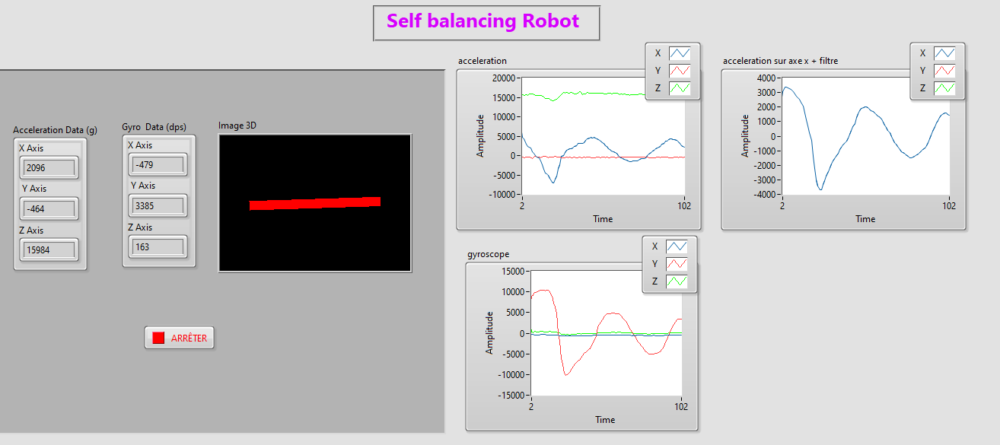 Self balancing Robot
Acceleration Data (g)
X Axis
2096
Y Axis
-464
Z Axis
15984
Gyro  Data (dps)
X Axis
-479
Y Axis
3385
Z Axis
163
Image 3D
ARRÊTER
acceleration
X
Y
Z
20000
15000
10000
5000
0
-5000
-10000
Amplitude
2
102
Time
acceleration sur axe x + filtre
X
Y
Z
4000
3000
2000
1000
0
-1000
-2000
-3000
-4000
Amplitude
2
102
Time
gyroscope
X
Y
Z
15000
10000
5000
0
-5000
-10000
-15000
Amplitude
2
102
Time